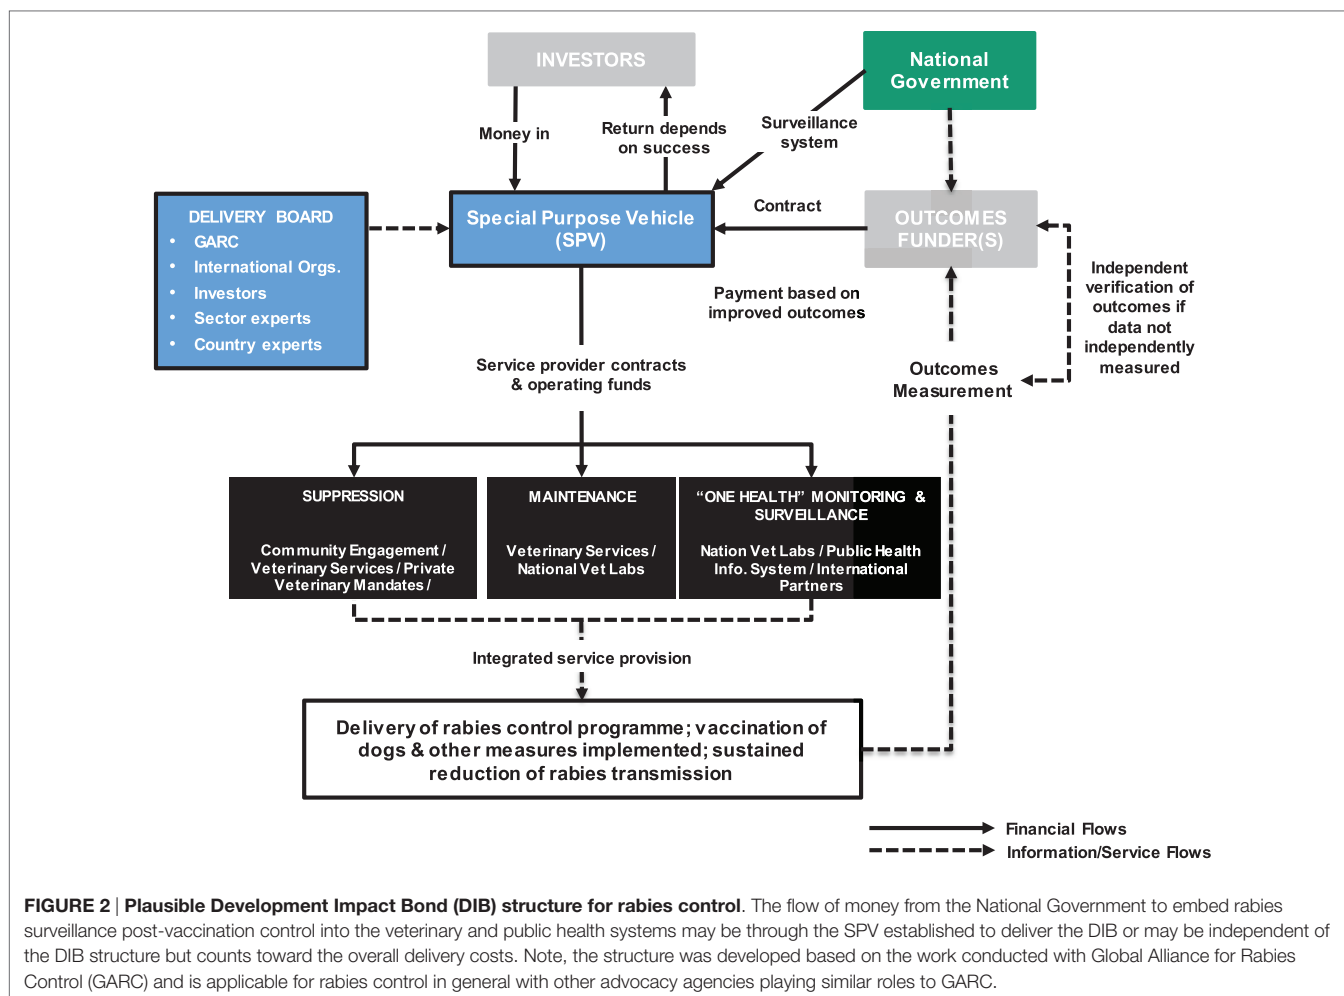 INVESTORS
National
Government
Money in
Return depends
on success
Surveillance
system
DELIVERY BOARD
• GARC
• International Orgs.
• Investors
• Sector experts
• Country experts
Special Purpose Vehicle
(SPV)
Contract
OUTCOMES
FUNDER(S)
Payment based on
improved outcomes
Independent
verification of
outcomes if
data not
independently
measured
Service provider contracts
& operating funds
Outcomes
Measurement
SUPPRESSION
Community Engagement /
Veterinary Services / Private
Veterinary Mandates /
MAINTENANCE
Veterinary Services /
National Vet Labs
“ONE HEALTH” MONITORING &
SURVEILLANCE
Nation Vet Labs / Public Health
Info. System / International
Partners
Integrated service provision
Delivery of rabies control programme; vaccination of
dogs & other measures implemented; sustained
reduction of rabies transmission
Financial Flows
Information/Service Flows
FIGURE 2 | Plausible Development Impact Bond (DIB) structure for rabies control. The flow of money from the National Government to embed rabies
surveillance post-vaccination control into the veterinary and public health systems may be through the SPV established to deliver the DIB or may be independent of
the DIB structure but counts toward the overall delivery costs. Note, the structure was developed based on the work conducted with Global Alliance for Rabies
Control (GARC) and is applicable for rabies control in general with other advocacy agencies playing similar roles to GARC.